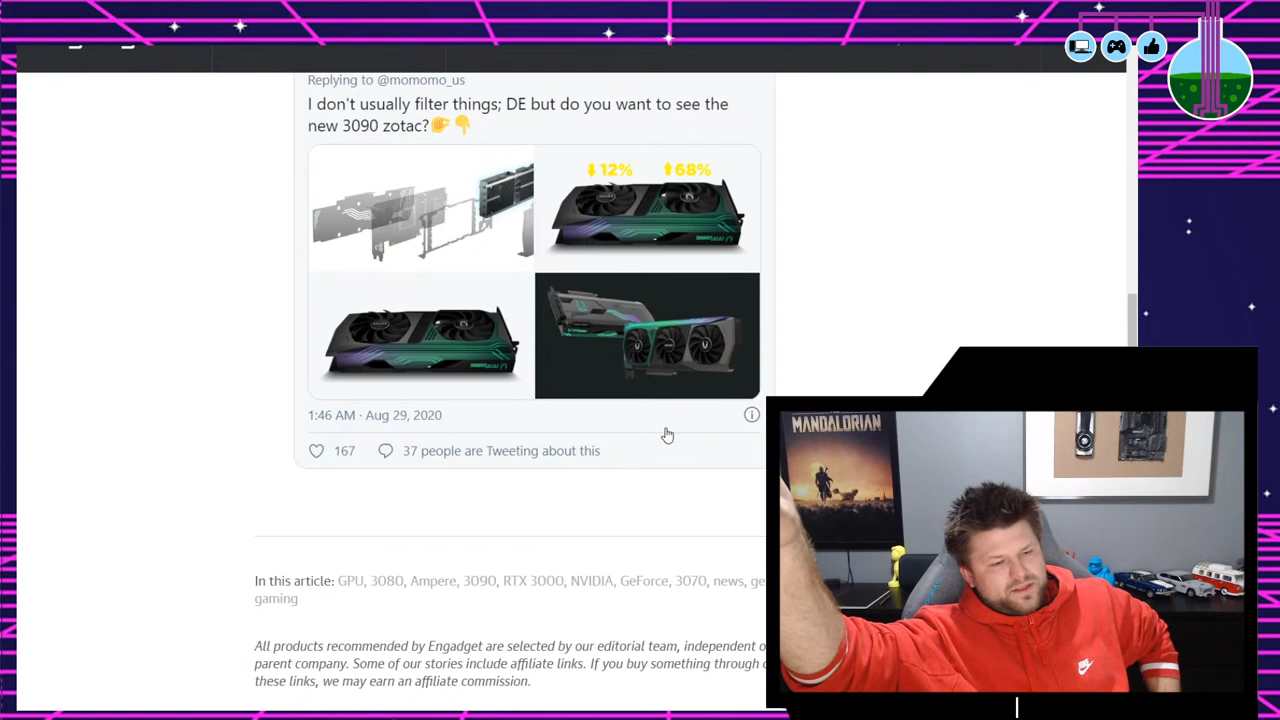 Replying to @momomo_us
I don't usually filter things; DE but do you want to see the
new 3090 zotac?
12% 68%
1:46 AM · Aug 29, 2020
167 37 people are Tweeting about this
In this article: GPU, 3080, Ampere, 3090, RTX 3000, NVIDIA, GeForce, 3070, news,
gaming
All products recommended by Engadget are selected by our editorial team, independent
parent company. Some of our stories include affiliate links. If you buy something through
these links, we may earn an affiliate commission.
THE
MANDALORIAN